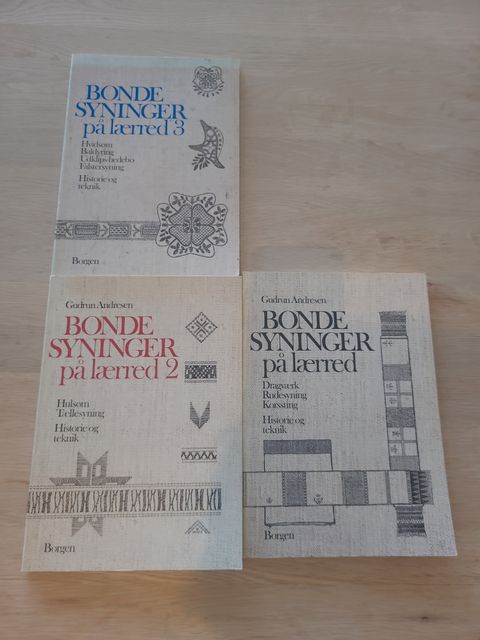 BONDE
SYNINGER
på lærred 3
Hvidsøm
Baldyring
Udklipshedebo
Falstersyning
Historie og
teknik
Borgen
Gudrun Andresen
BONDE
SYNINGER
på lærred 2
Hulsøm
Tællesyning
Historie og
teknik
Borgen
Gudrun Andresen
BONDE
SYNINGER
på lærred
Dragværk
Rudesyning
Korssting
Historie og
teknik
Borgen